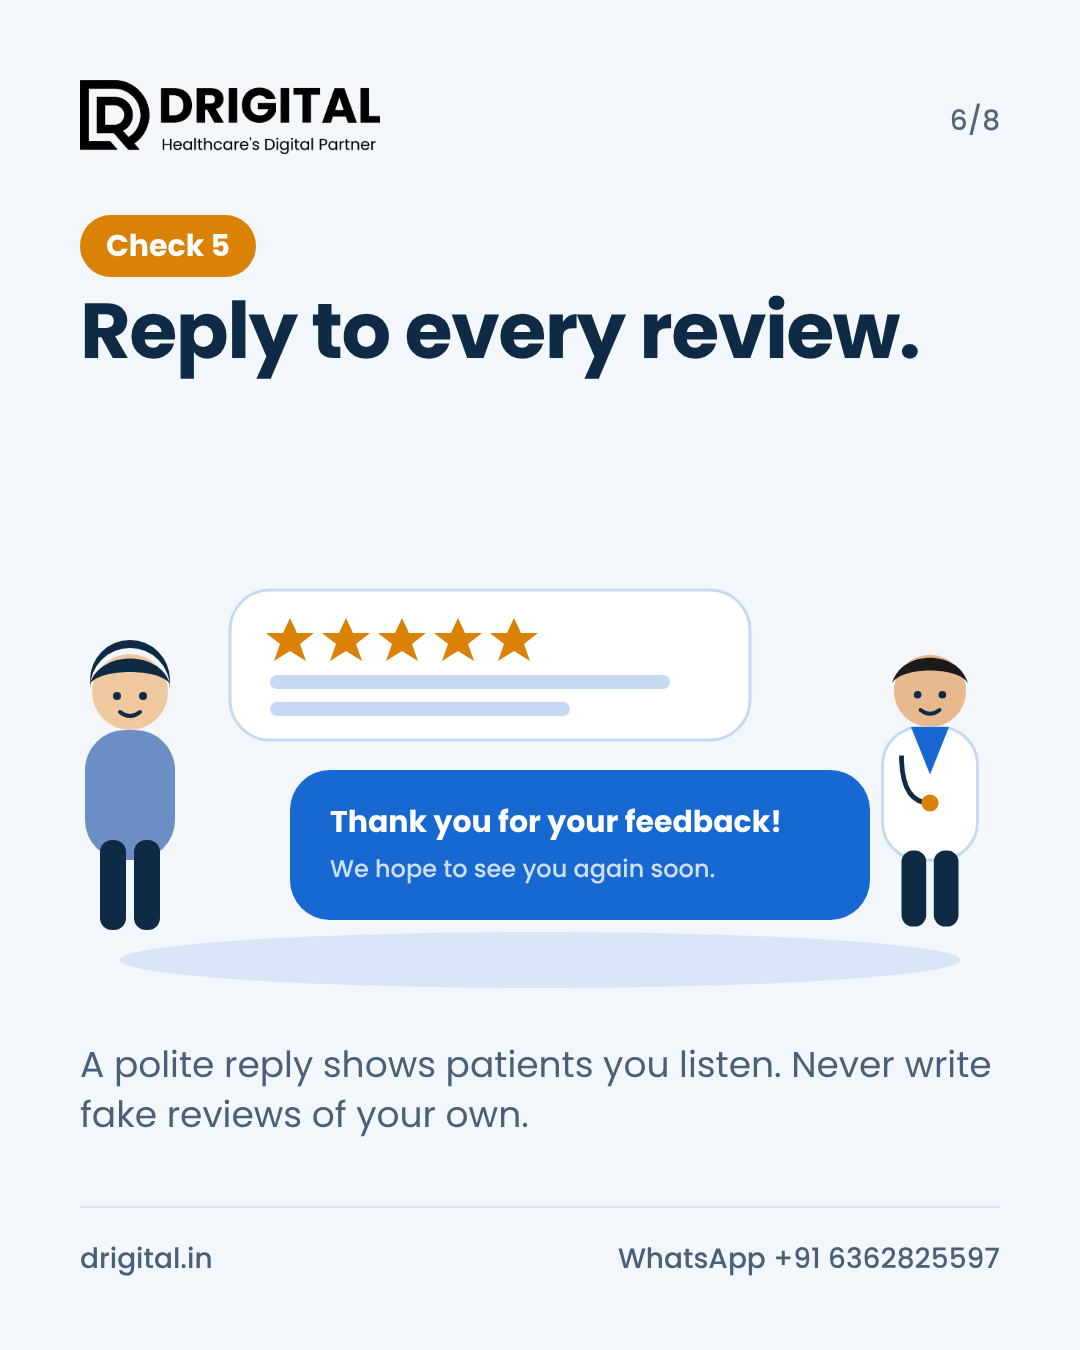 DRIGITAL
Healthcare's Digital Partner
6/8
Check 5
Reply to every review.
Thank you for your feedback!
We hope to see you again soon.
A polite reply shows patients you listen. Never write
fake reviews of your own.
drigital.in
WhatsApp +91 6362825597